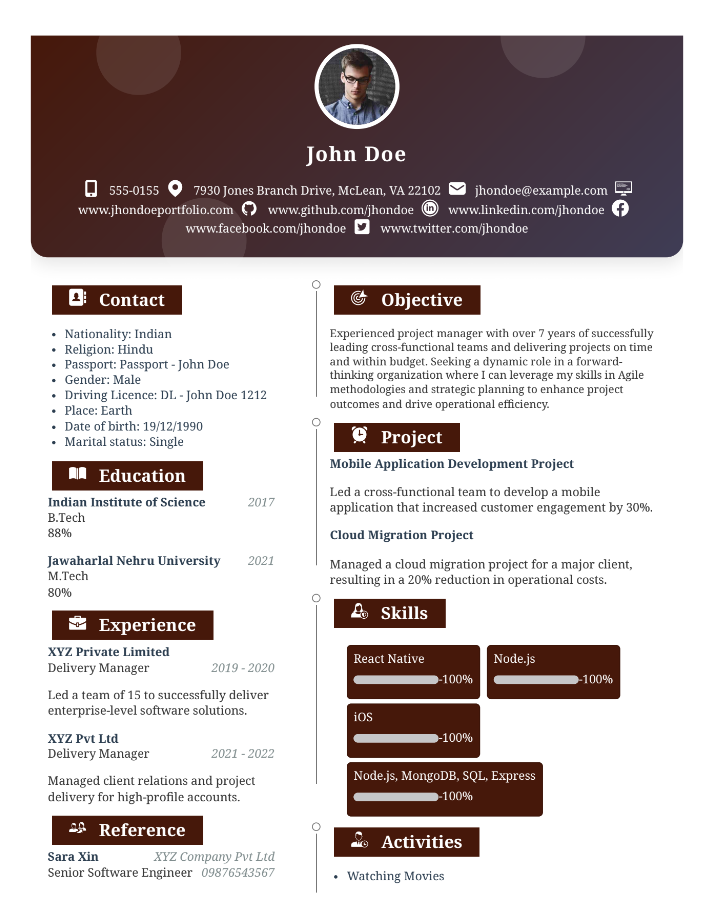 John Doe
555-0155 7930 Jones Branch Drive, McLean, VA 22102 jhondoe@example.com
www.jhondoeportfolio.com www.github.com/jhondoe www.linkedin.com/jhondoe
www.facebook.com/jhondoe www.twitter.com/jhondoe
Contact
• Nationality: Indian
• Religion: Hindu
• Passport: Passport - John Doe
• Gender: Male
• Driving Licence: DL - John Doe 1212
• Place: Earth
• Date of birth: 19/12/1990
• Marital status: Single
Education
Indian Institute of Science 2017
B.Tech
88%
Jawaharlal Nehru University 2021
M.Tech
80%
Experience
XYZ Private Limited
Delivery Manager 2019 - 2020
Led a team of 15 to successfully deliver
enterprise-level software solutions.
XYZ Pvt Ltd
Delivery Manager 2021 - 2022
Managed client relations and project
delivery for high-profile accounts.
Reference
Sara Xin XYZ Company Pvt Ltd
Senior Software Engineer 09876543567
Objective
Experienced project manager with over 7 years of successfully
leading cross-functional teams and delivering projects on time
and within budget. Seeking a dynamic role in a forward-
thinking organization where I can leverage my skills in Agile
methodologies and strategic planning to enhance project
outcomes and drive operational efficiency.
Project
Mobile Application Development Project
Led a cross-functional team to develop a mobile
application that increased customer engagement by 30%.
Cloud Migration Project
Managed a cloud migration project for a major client,
resulting in a 20% reduction in operational costs.
Skills
React Native
-100%
Node.js
-100%
iOS
-100%
Node.js, MongoDB, SQL, Express
-100%
Activities
• Watching Movies